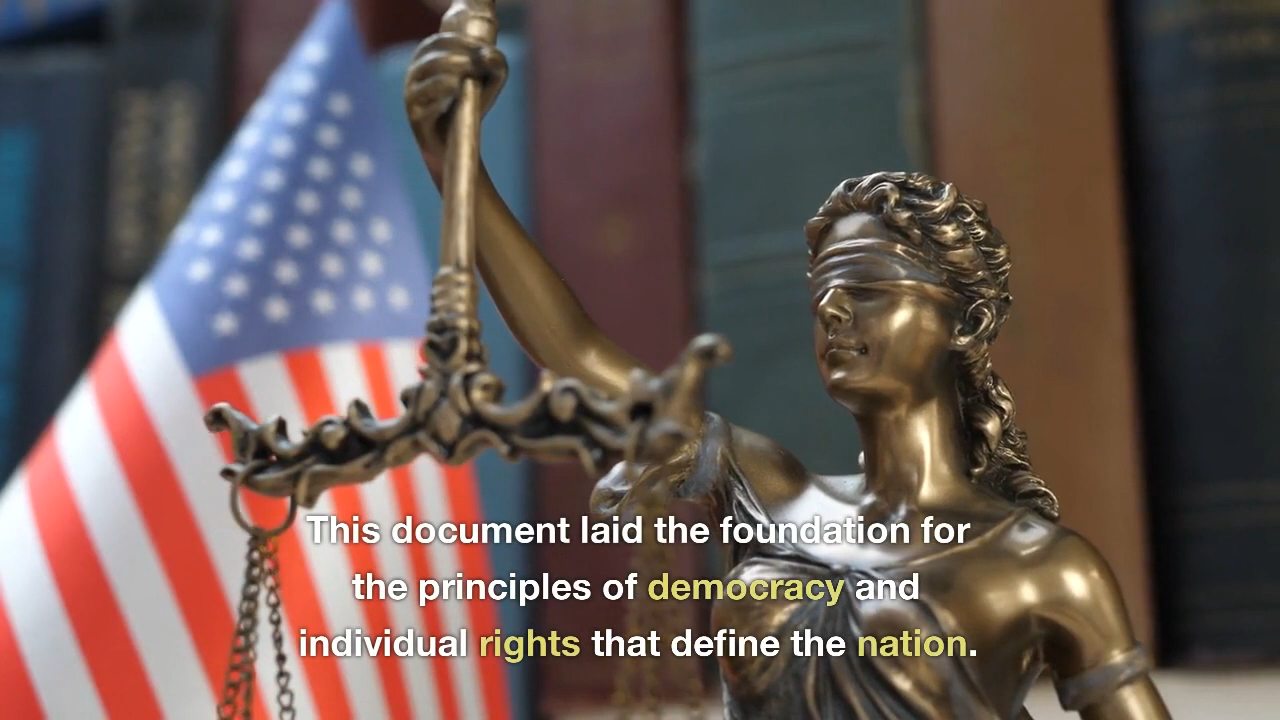 This document laid the foundation for
the principles of democracy and
individual rights that define the nation.